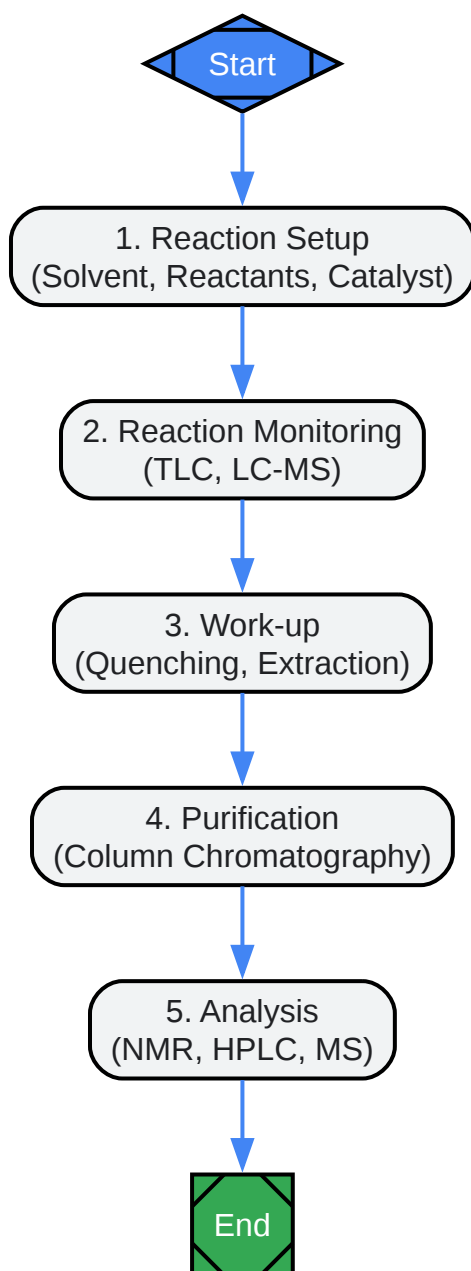 Start
1. Reaction Setup
(Solvent, Reactants, Catalyst)
2. Reaction Monitoring
(TLC, LC-MS)
3. Work-up
(Quenching, Extraction)
4. Purification
(Column Chromatography)
5. Analysis
(NMR, HPLC, MS)
End